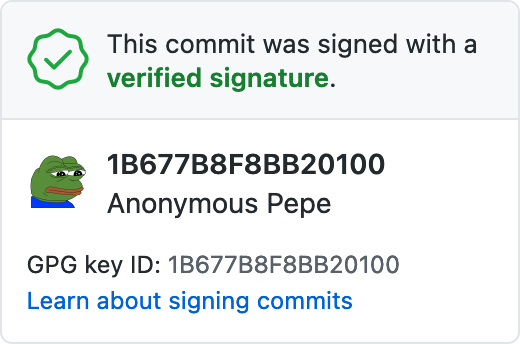 This commit was signed with a
verified signature.
1B677B8F8BB20100
Anonymous Pepe
GPG key ID: 1B677B8F8BB20100
Learn about signing commits